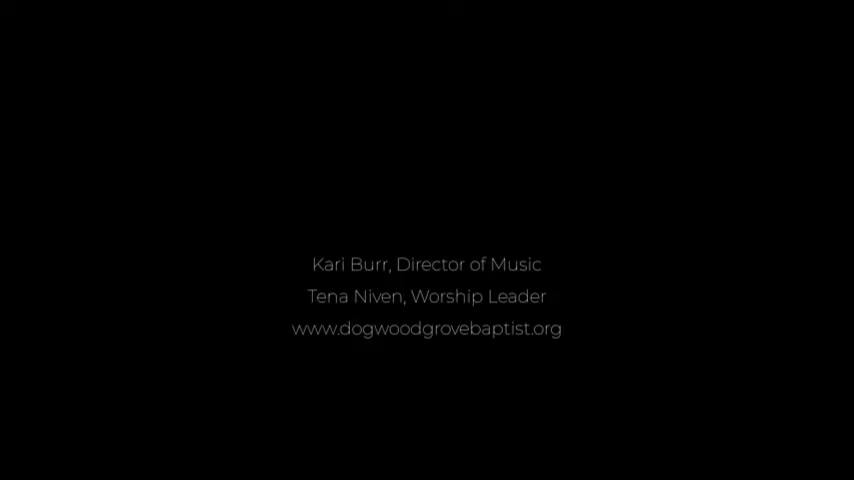 Kari Burr, Director of Music
Tena Niven, Worship Leader
www.dogwoodgrovebaptist.org